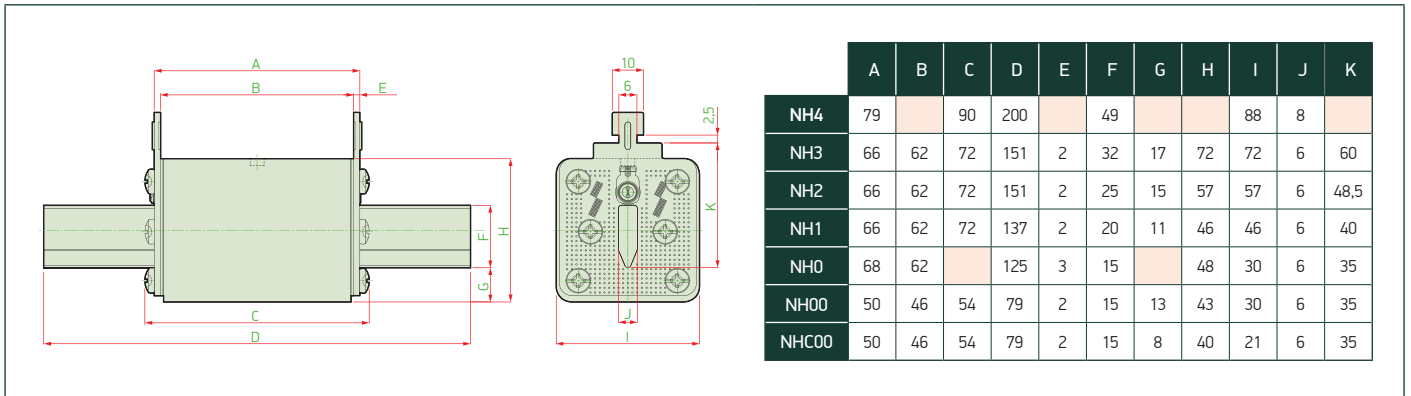 A
B
E
F
H
G
C
D
10
6
2,5
K
J
I
A B C D E F G H I J K
NH4 79 90 200 49 88 8
NH3 66 62 72 151 2 32 17 72 72 6 60
NH2 66 62 72 151 2 25 15 57 57 6 48,5
NH1 66 62 72 137 2 20 11 46 46 6 40
NH0 68 62 125 3 15 48 30 6 35
NH00 50 46 54 79 2 15 13 43 30 6 35
NHC00 50 46 54 79 2 15 8 40 21 6 35